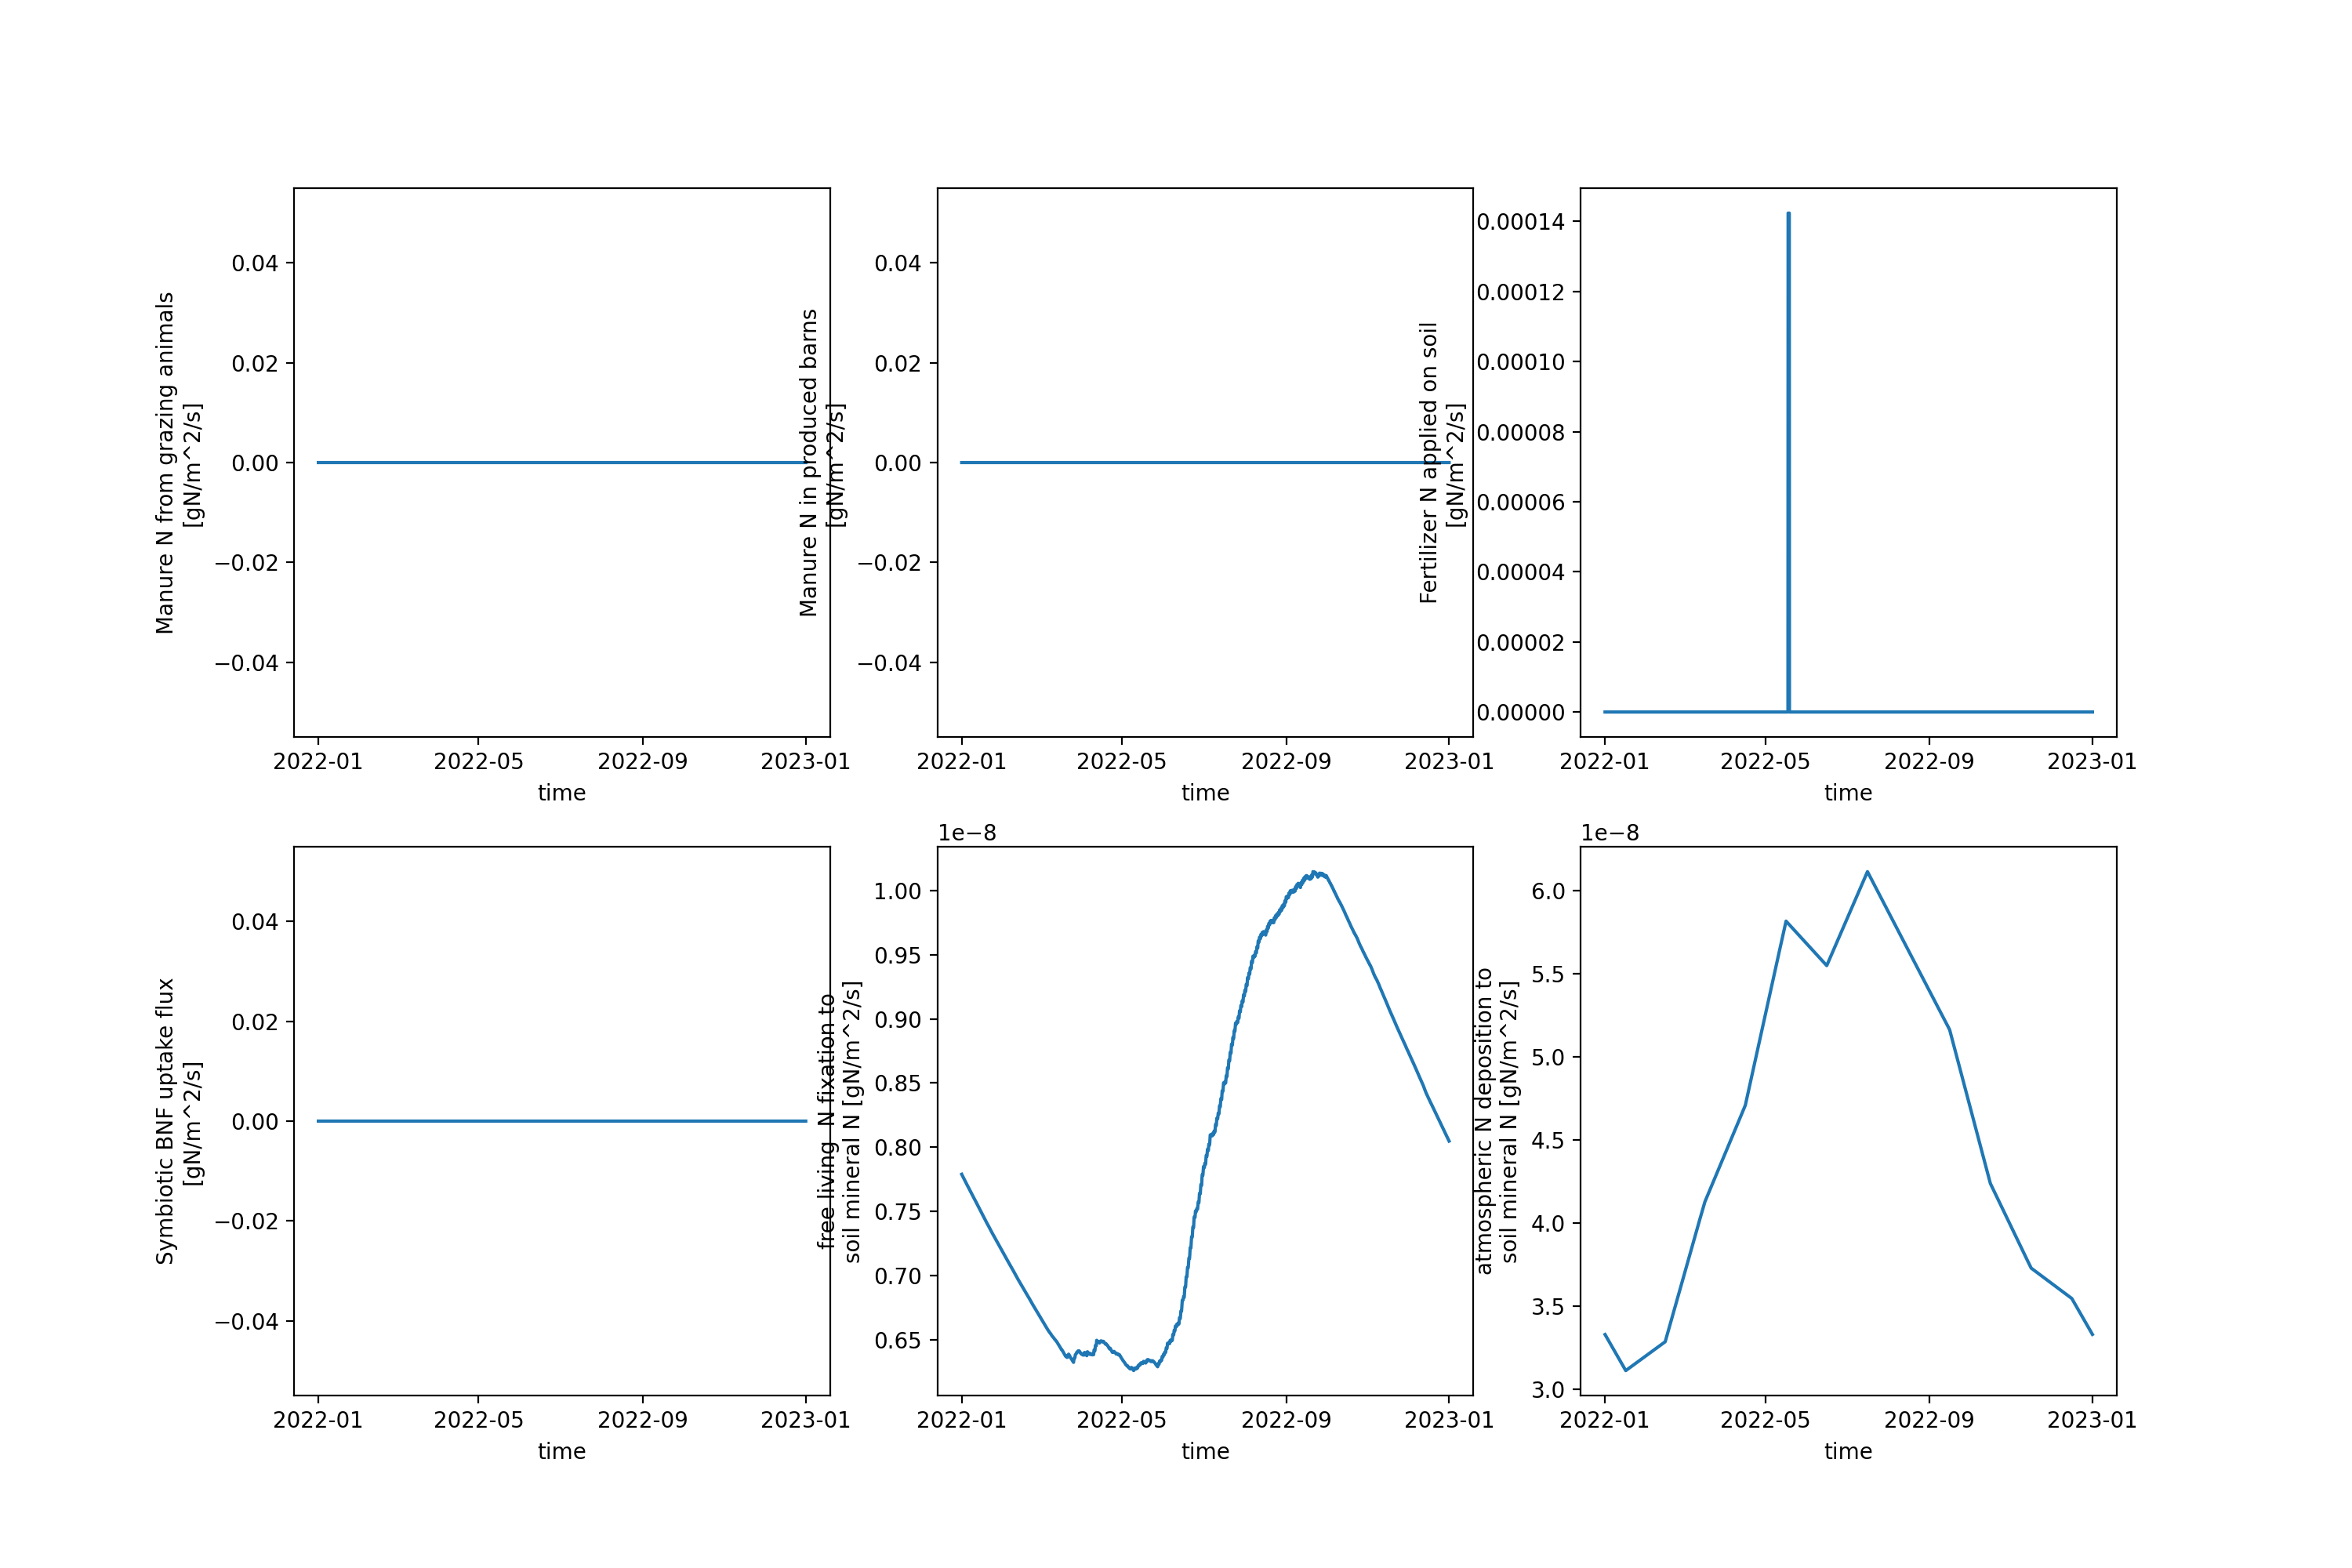 Manure N from grazing animals
[gN/m^2/s]
0.04
0.02
0.00
−0.02
−0.04
2022-01 2022-05 2022-09 2023-01
time
Manure N in produced barns
[gN/m^2/s]
0.04
0.02
0.00
−0.02
−0.04
2022-01 2022-05 2022-09 2023-01
time
Fertilizer N applied on soil
[gN/m^2/s]
0.00014
0.00012
0.00010
0.00008
0.00006
0.00004
0.00002
0.00000
2022-01 2022-05 2022-09 2023-01
time
Symbiotic BNF uptake flux
[gN/m^2/s]
0.04
0.02
0.00
−0.02
−0.04
2022-01 2022-05 2022-09 2023-01
time
free living  N fixation to
soil mineral N [gN/m^2/s]
1e−8
1.00
0.95
0.90
0.85
0.80
0.75
0.70
0.65
2022-01 2022-05 2022-09 2023-01
time
atmospheric N deposition to
soil mineral N [gN/m^2/s]
1e−8
6.0
5.5
5.0
4.5
4.0
3.5
3.0
2022-01 2022-05 2022-09 2023-01
time